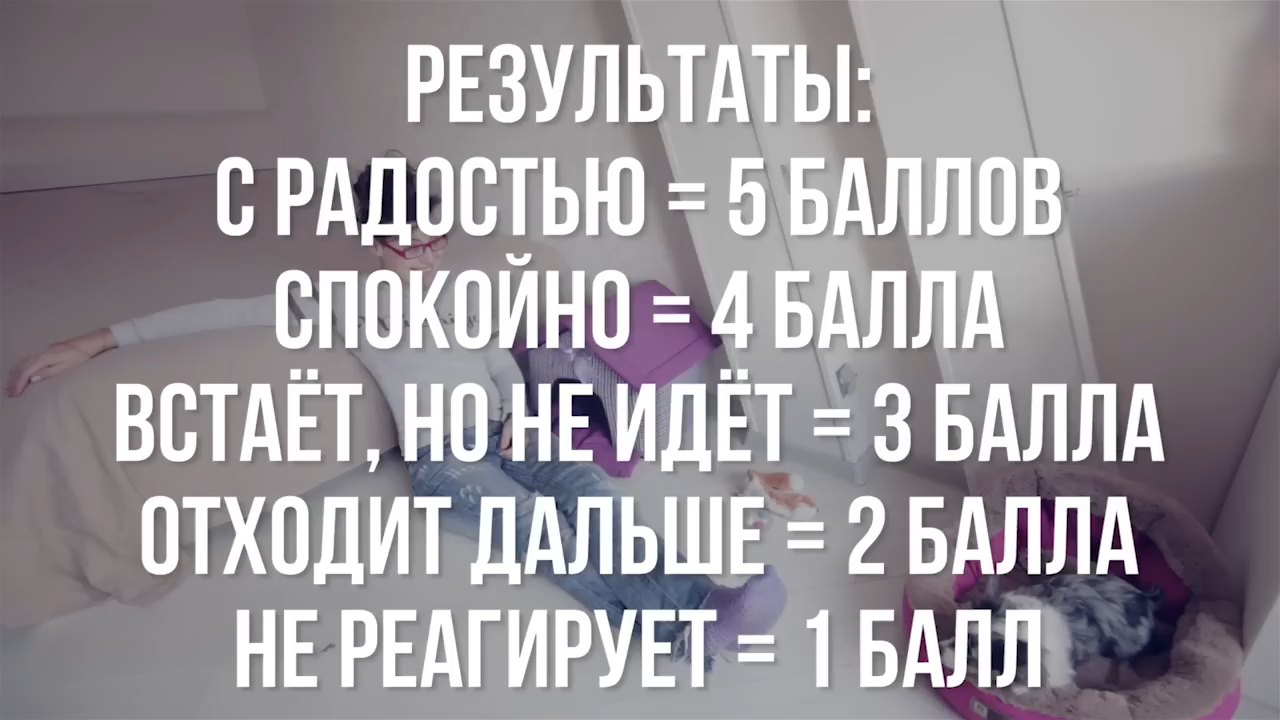 РЕЗУЛЬТАТЫ:
С РАДОСТЬЮ = 5 БАЛЛОВ
СПОКОЙНО = 4 БАЛЛА
ВСТАЁТ, НО НЕ ИДЁТ = 3 БАЛЛА
ОТХОДИТ ДАЛЬШЕ = 2 БАЛЛА
НЕ РЕАГИРУЕТ = 1 БАЛЛ